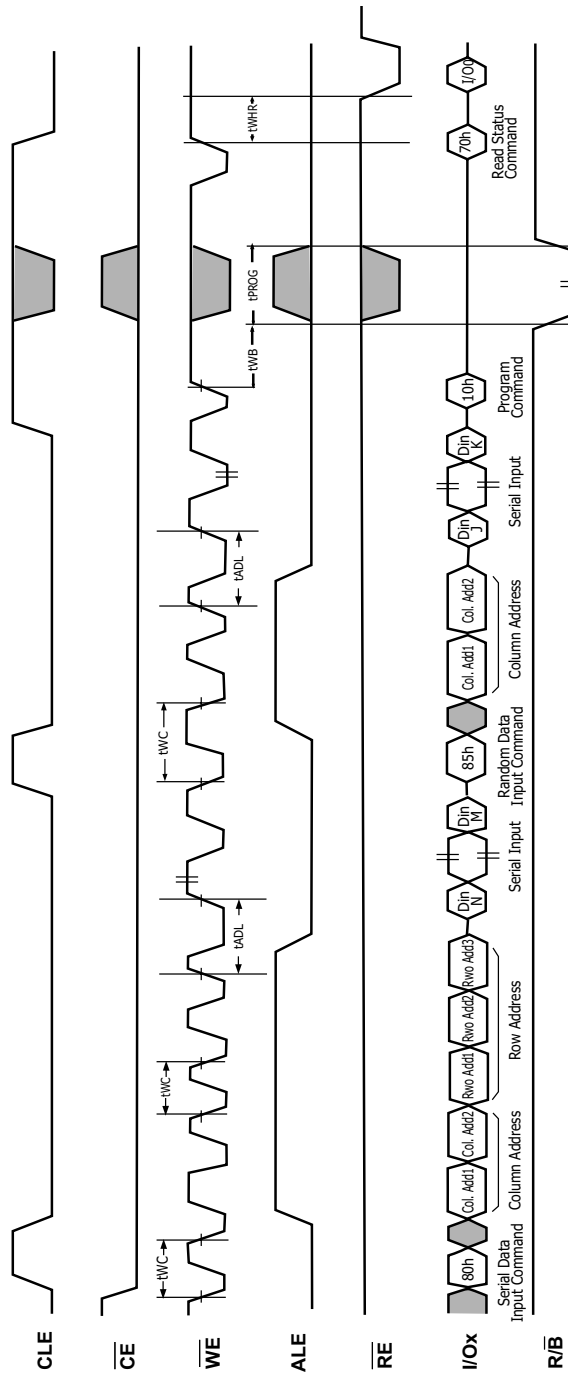 CLE
CE
WE
tWC
tWC
tADL
tWC
tADL
tWB
tPROG
tWHR
ALE
RE
I/Ox
80h
Col. Add1
Col. Add2
Rwo Add1
Rwo Add2
Rwo Add3
Din
N
Din
M
85h
Col. Add1
Col. Add2
Din
J
Din
K
10h
70h
I/O0
Serial Data
Input Command
Column Address
Row Address
Serial Input
Random Data
Input Command
Column Address
Serial Input
Program
Command
Read Status
Command
R/B